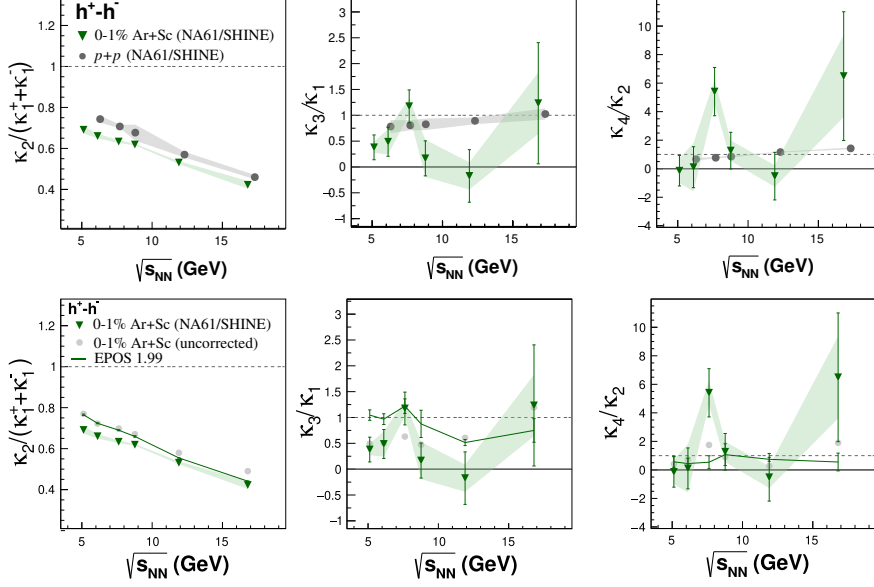 h⁺-h⁻
0-1% Ar+Sc (NA61/SHINE)
p+p (NA61/SHINE)
κ₂/(κ₁⁺+κ₁⁻)
1.2
1
0.8
0.6
0.4
5 10 15
√sNN (GeV)
κ₃/κ₁
3
2.5
2
1.5
1
0.5
0
−0.5
−1
5 10 15
√sNN (GeV)
κ₄/κ₂
10
8
6
4
2
0
−2
−4
5 10 15
√sNN (GeV)
h⁺-h⁻
0-1% Ar+Sc (NA61/SHINE)
0-1% Ar+Sc (uncorrected)
EPOS 1.99
κ₂/(κ₁⁺+κ₁⁻)
1.2
1
0.8
0.6
0.4
5 10 15
√sNN (GeV)
κ₃/κ₁
3
2.5
2
1.5
1
0.5
0
−0.5
−1
5 10 15
√sNN (GeV)
κ₄/κ₂
10
8
6
4
2
0
−2
−4
5 10 15
√sNN (GeV)